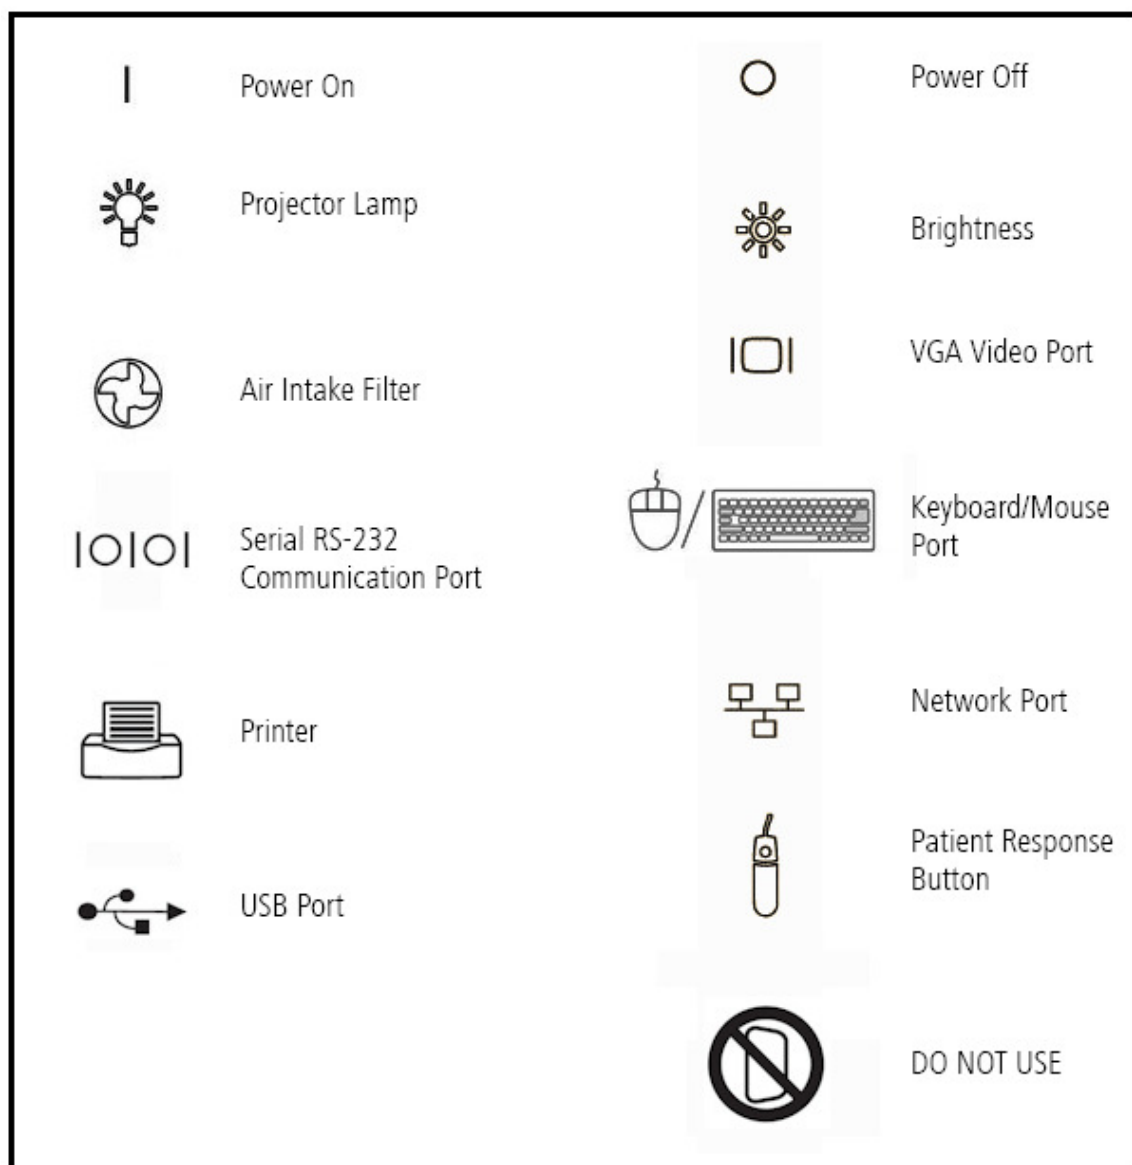 Power On
Power Off
Projector Lamp
Brightness
Air Intake Filter
VGA Video Port
Serial RS-232
Communication Port
Keyboard/Mouse
Port
Printer
Network Port
USB Port
Patient Response
Button
DO NOT USE